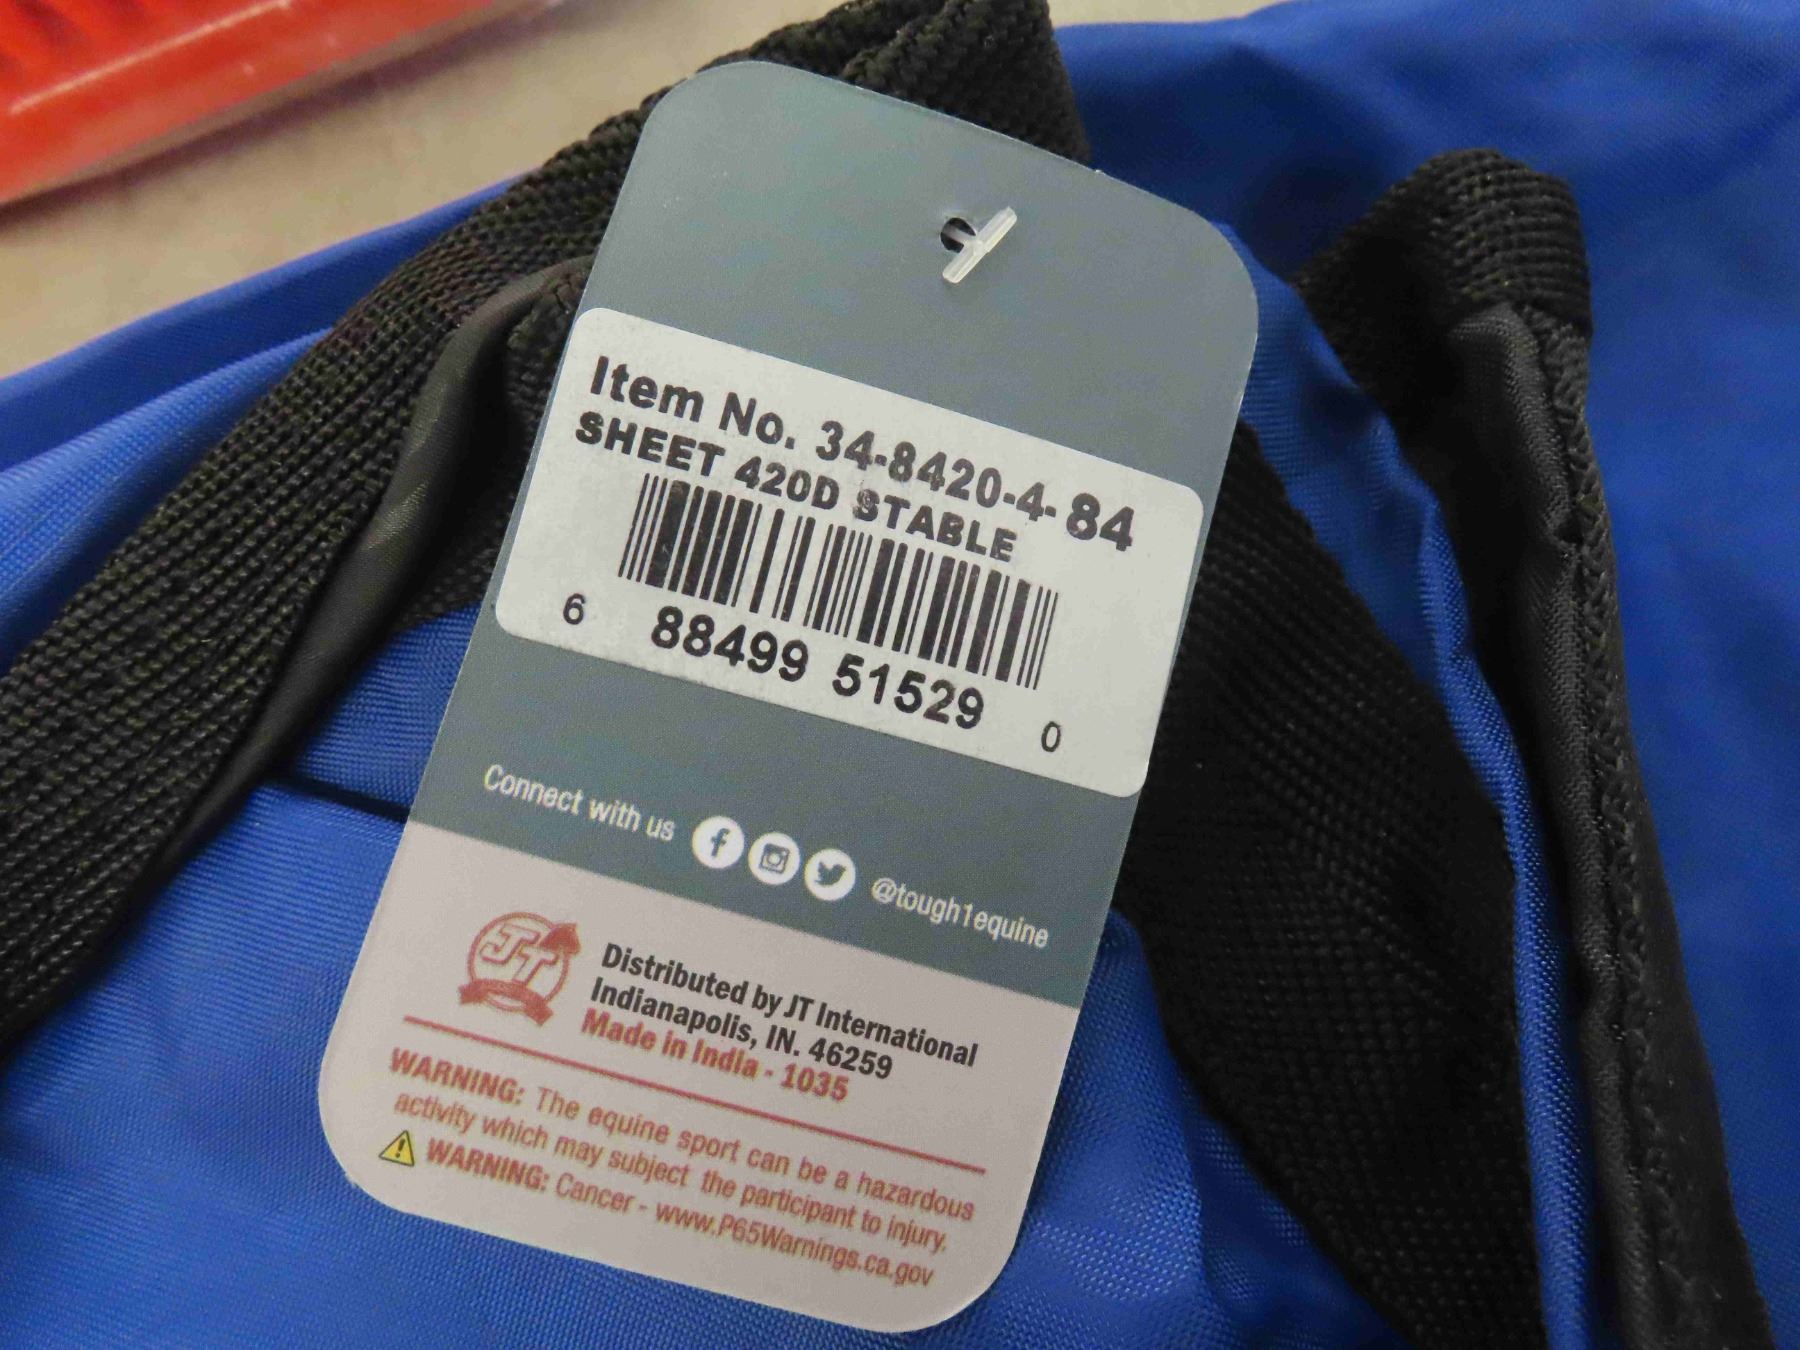 Item No. 34-8420-4-84
SHEET 420D STABLE
6 88499 51529 0
Connect with us @tough1equine
JT
Distributed by JT International
Indianapolis, IN. 46259
Made in India - 1035
WARNING: The equine sport can be a hazardous
activity which may subject the participant to injury.
WARNING: Cancer - www.P65Warnings.ca.gov